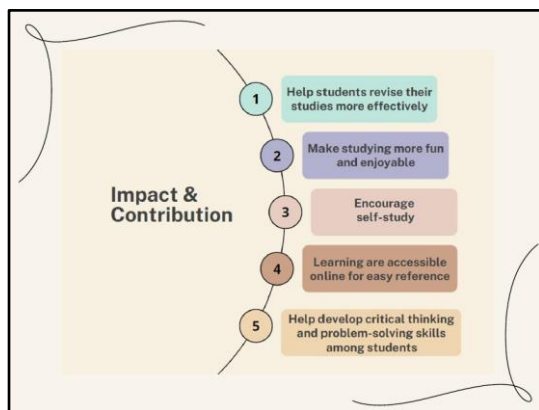 Impact &
Contribution
1
Help students revise their
studies more effectively
2
Make studying more fun
and enjoyable
3
Encourage
self-study
4
Learning are accessible
online for easy reference
5
Help develop critical thinking
and problem-solving skills
among students